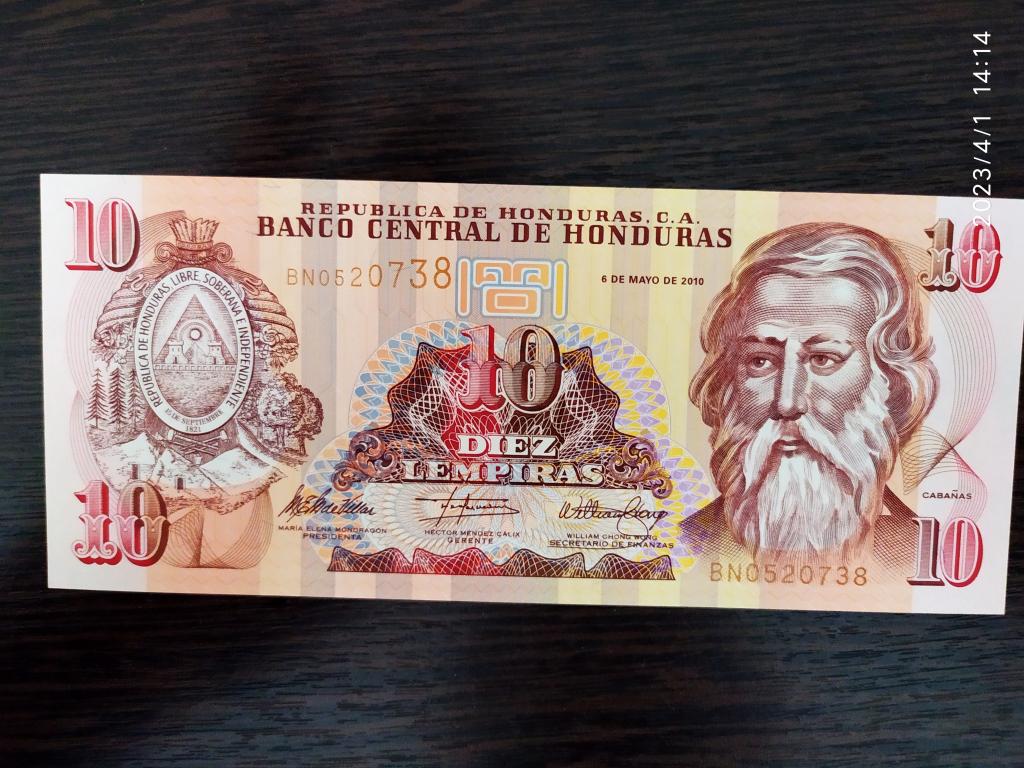 2023/4/1 14:14
10
REPUBLICA DE HONDURAS, C.A.
BANCO CENTRAL DE HONDURAS
10
BN0520738
6 DE MAYO DE 2010
REPUBLICA DE HONDURAS, LIBRE, SOBERANA E INDEPENDIENTE
15 DE SEPTIEMBRE
1821
10
DIEZ
LEMPIRAS
CABAÑAS
10
MARÍA ELENA MONDRAGON
PRESIDENTA
HECTOR MENDEZ CÁLIX
GERENTE
WILLIAM CHONG WONG
SECRETARIO DE FINANZAS
BN0520738
10